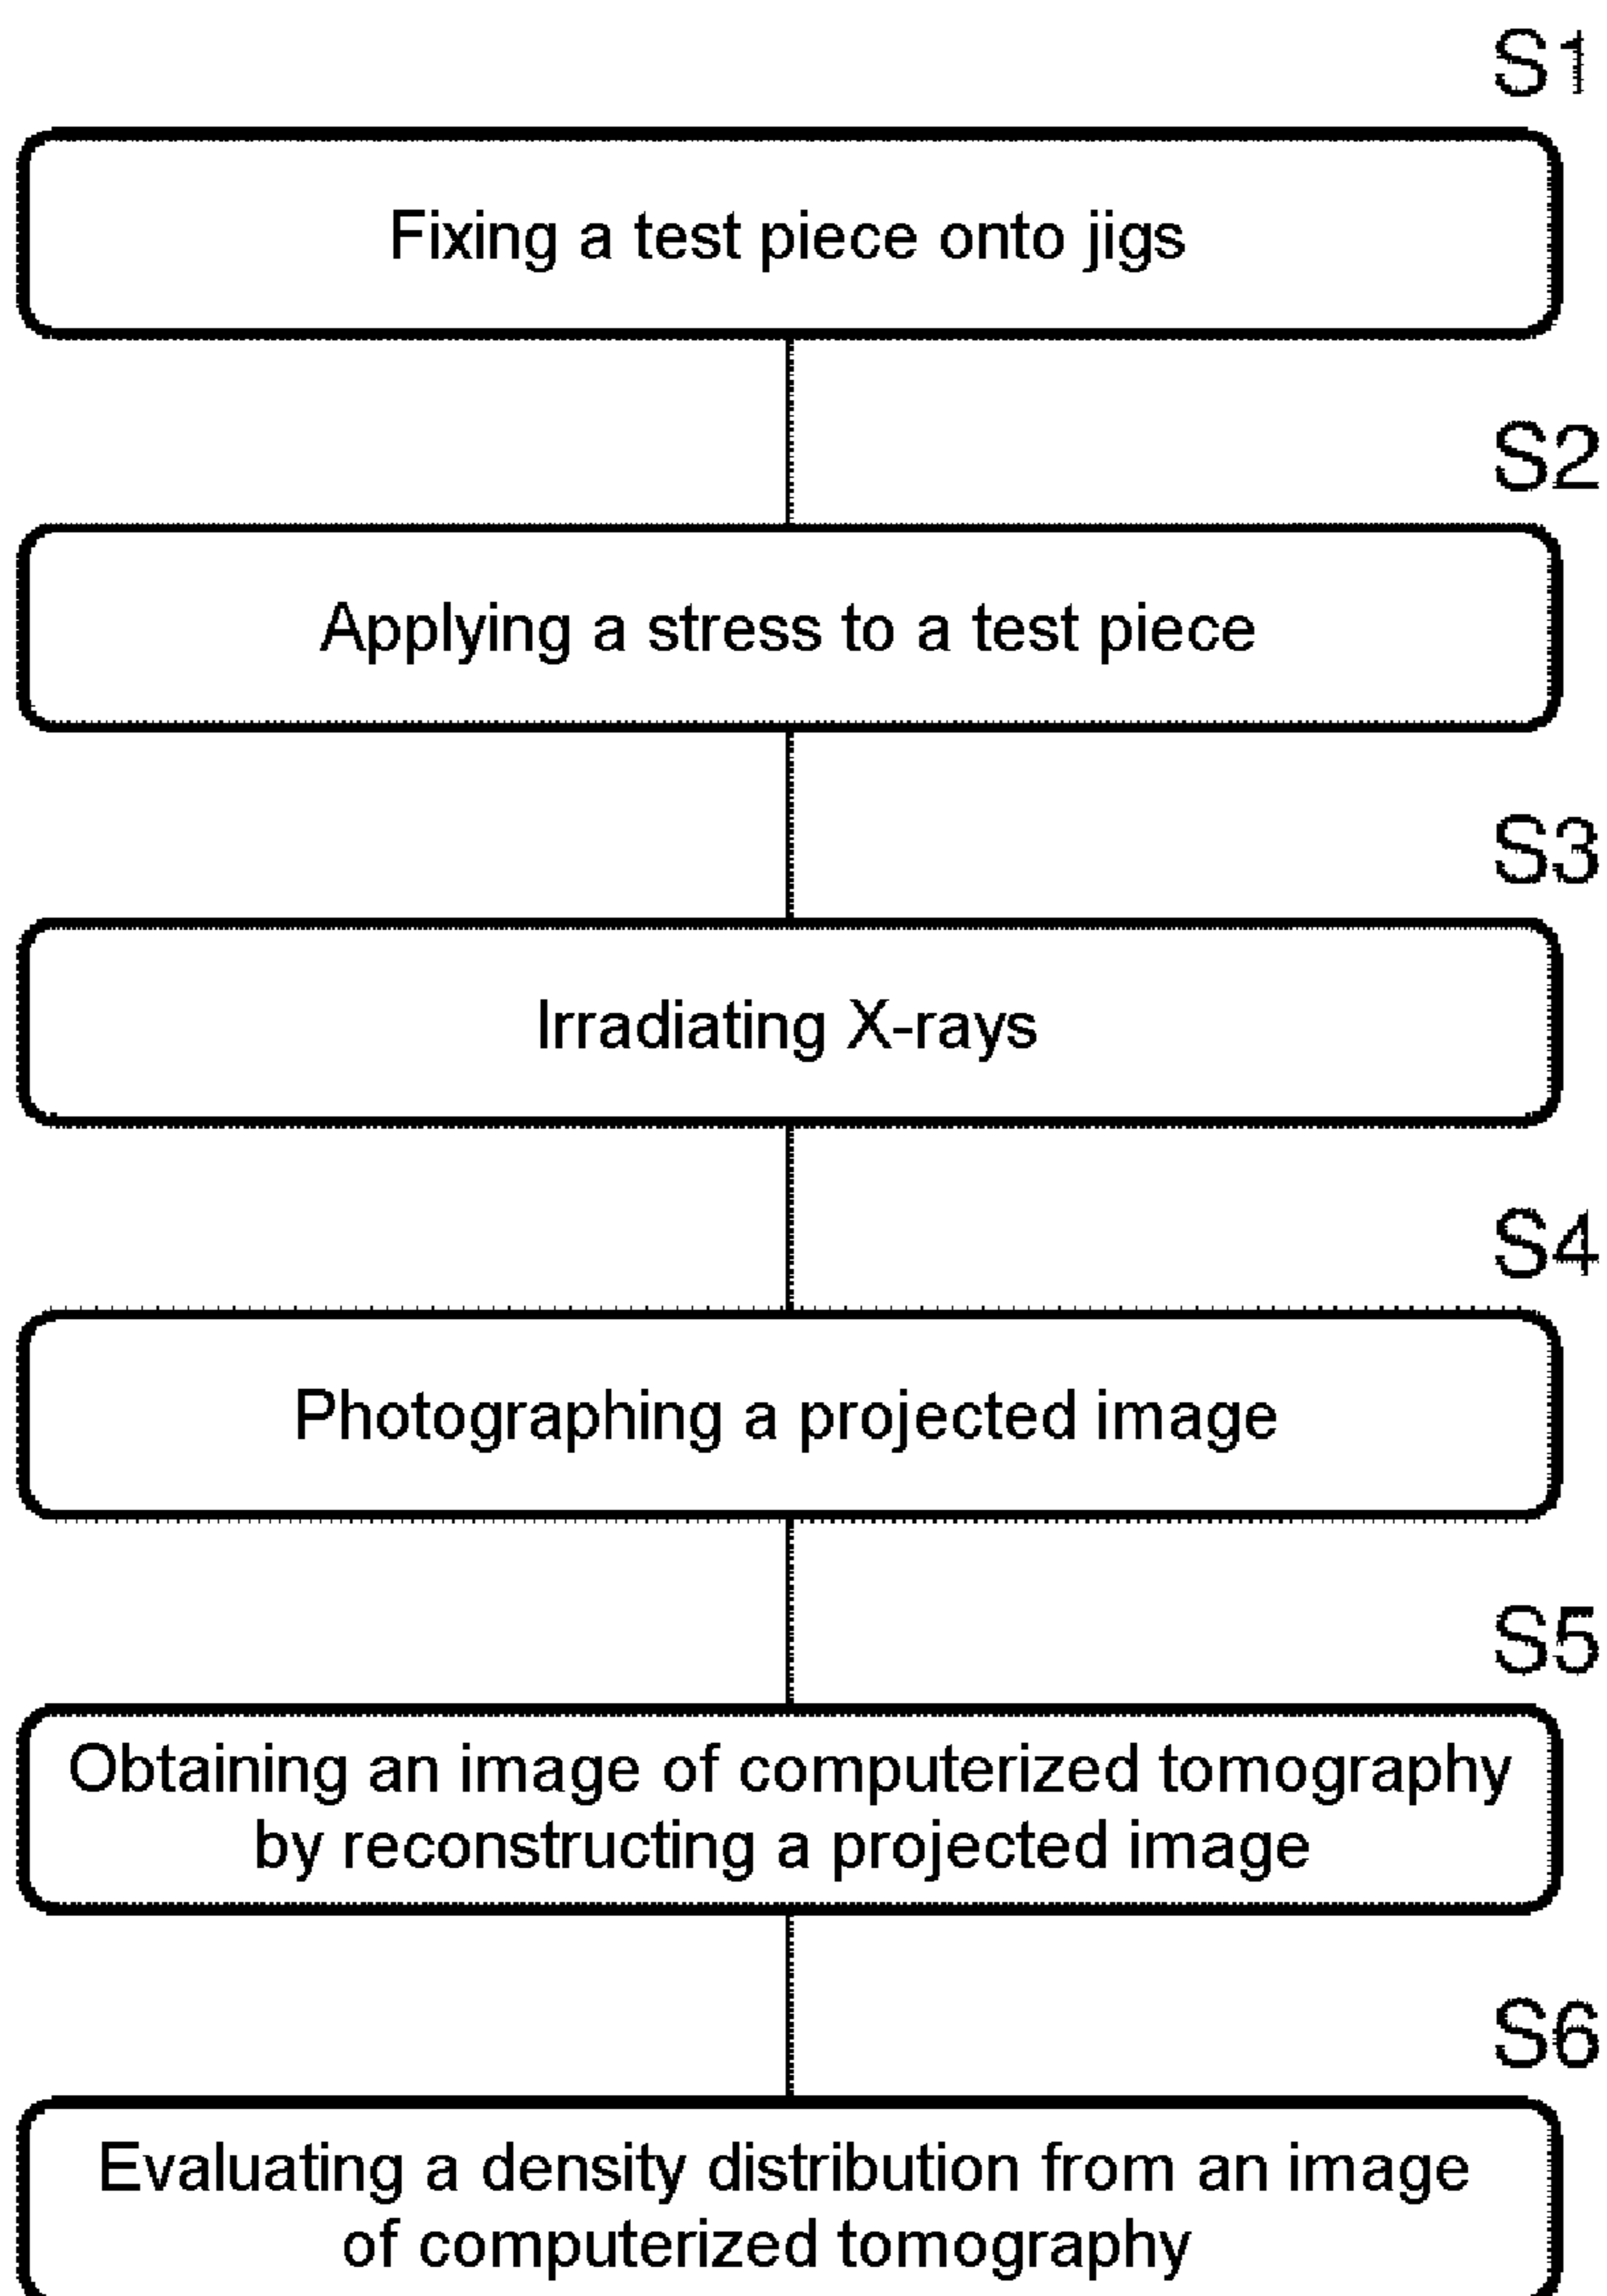 S1
Fixing a test piece onto jigs
S2
Applying a stress to a test piece
S3
Irradiating X-rays
S4
Photographing a projected image
S5
Obtaining an image of computerized tomography
by reconstructing a projected image
S6
Evaluating a density distribution from an image
of computerized tomography